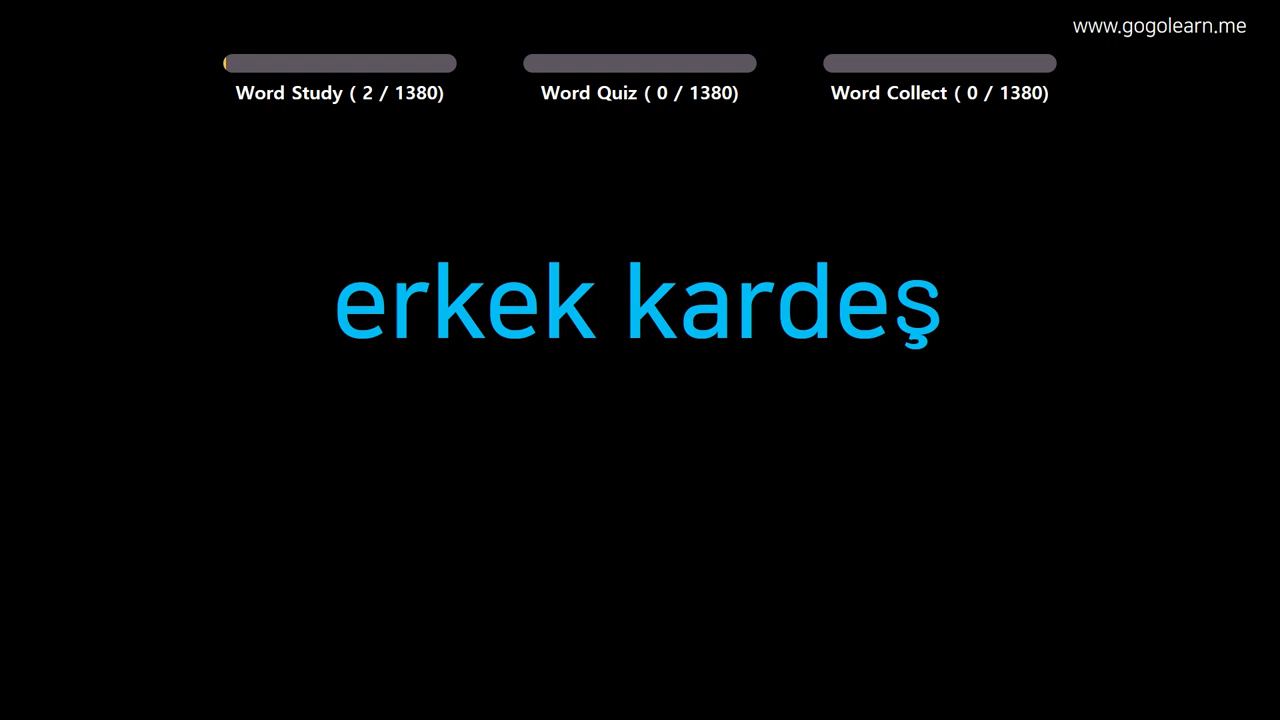 www.gogolearn.me
Word Study ( 2 / 1380)
Word Quiz ( 0 / 1380)
Word Collect ( 0 / 1380)
erkek kardeş